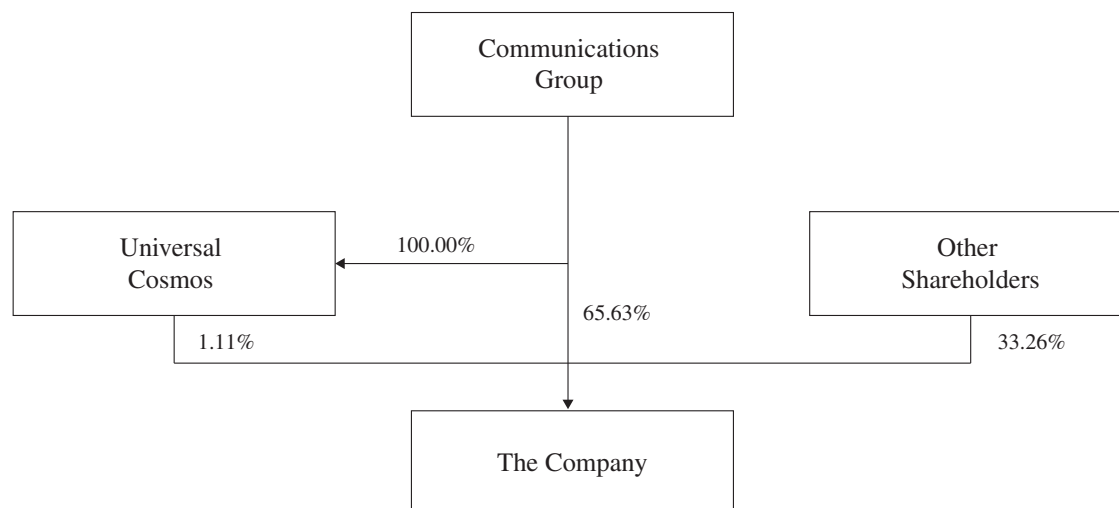 Communications
Group
Universal
Cosmos
100.00%
Other
Shareholders
65.63%
1.11%
33.26%
The Company